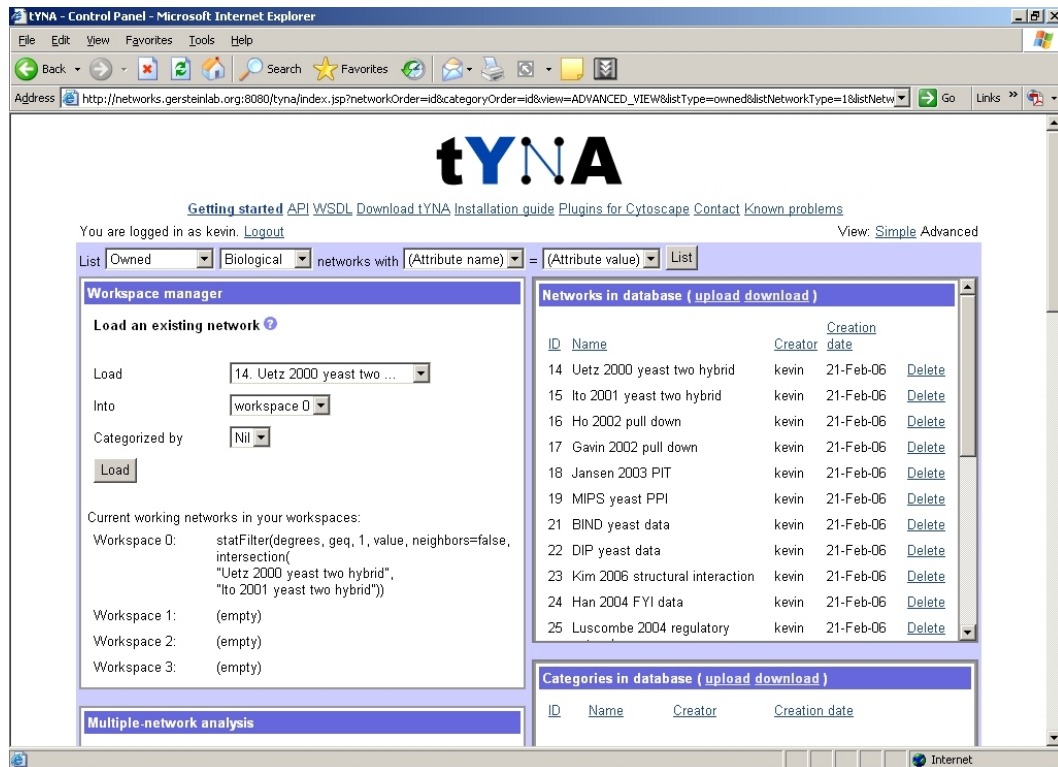 tYNA - Control Panel - Microsoft Internet Explorer
File Edit View Favorites Tools Help
Back Search Favorites
Address http://networks.gersteinlab.org:8080/tyna/index.jsp?networkOrder=id&categoryOrder=id&view=ADVANCED_VIEW&listType=owned&listNetworkType=1&listNetw Go Links »
tYNA
Getting started API WSDL Download tYNA Installation guide Plugins for Cytoscape Contact Known problems
You are logged in as kevin. Logout View: Simple Advanced
List Owned Biological networks with (Attribute name) = (Attribute value) List
Workspace manager
Load an existing network ?
Load 14. Uetz 2000 yeast two ...
Into workspace 0
Categorized by Nil
Load
Current working networks in your workspaces:
Workspace 0: statFilter(degrees, geq, 1, value, neighbors=false,
intersection(
"Uetz 2000 yeast two hybrid",
"Ito 2001 yeast two hybrid"))
Workspace 1: (empty)
Workspace 2: (empty)
Workspace 3: (empty)
Multiple-network analysis
Networks in database ( upload download )
Creation
ID Name Creator date
14 Uetz 2000 yeast two hybrid kevin 21-Feb-06 Delete
15 Ito 2001 yeast two hybrid kevin 21-Feb-06 Delete
16 Ho 2002 pull down kevin 21-Feb-06 Delete
17 Gavin 2002 pull down kevin 21-Feb-06 Delete
18 Jansen 2003 PIT kevin 21-Feb-06 Delete
19 MIPS yeast PPI kevin 21-Feb-06 Delete
21 BIND yeast data kevin 21-Feb-06 Delete
22 DIP yeast data kevin 21-Feb-06 Delete
23 Kim 2006 structural interaction kevin 21-Feb-06 Delete
24 Han 2004 FYI data kevin 21-Feb-06 Delete
25 Luscombe 2004 regulatory kevin 21-Feb-06 Delete
Categories in database ( upload download )
ID Name Creator Creation date
Internet